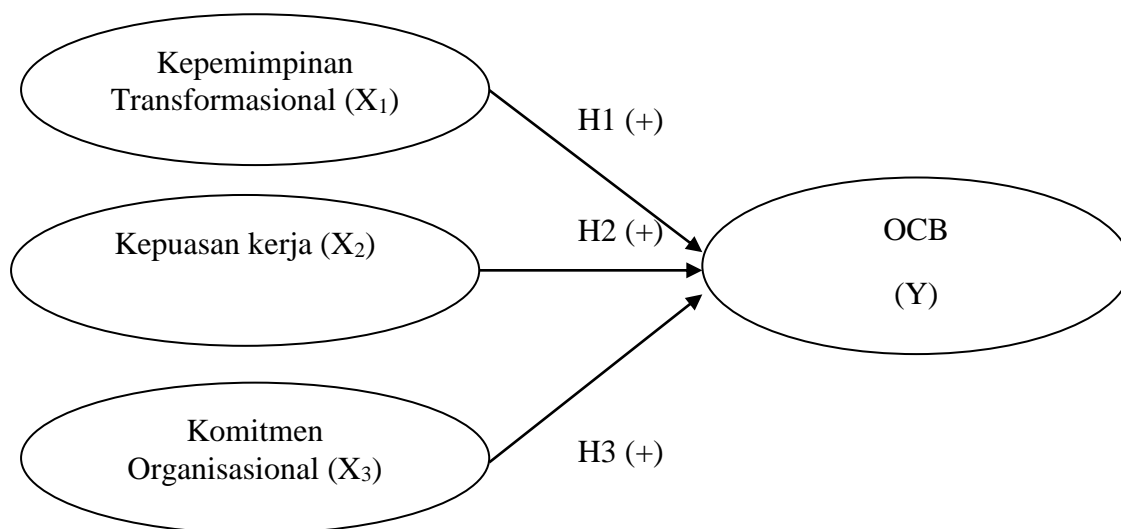 Kepemimpinan
Transformasional (X₁)
H1 (+)
Kepuasan kerja (X₂)
H2 (+)
OCB
(Y)
Komitmen
Organisasional (X₃)
H3 (+)